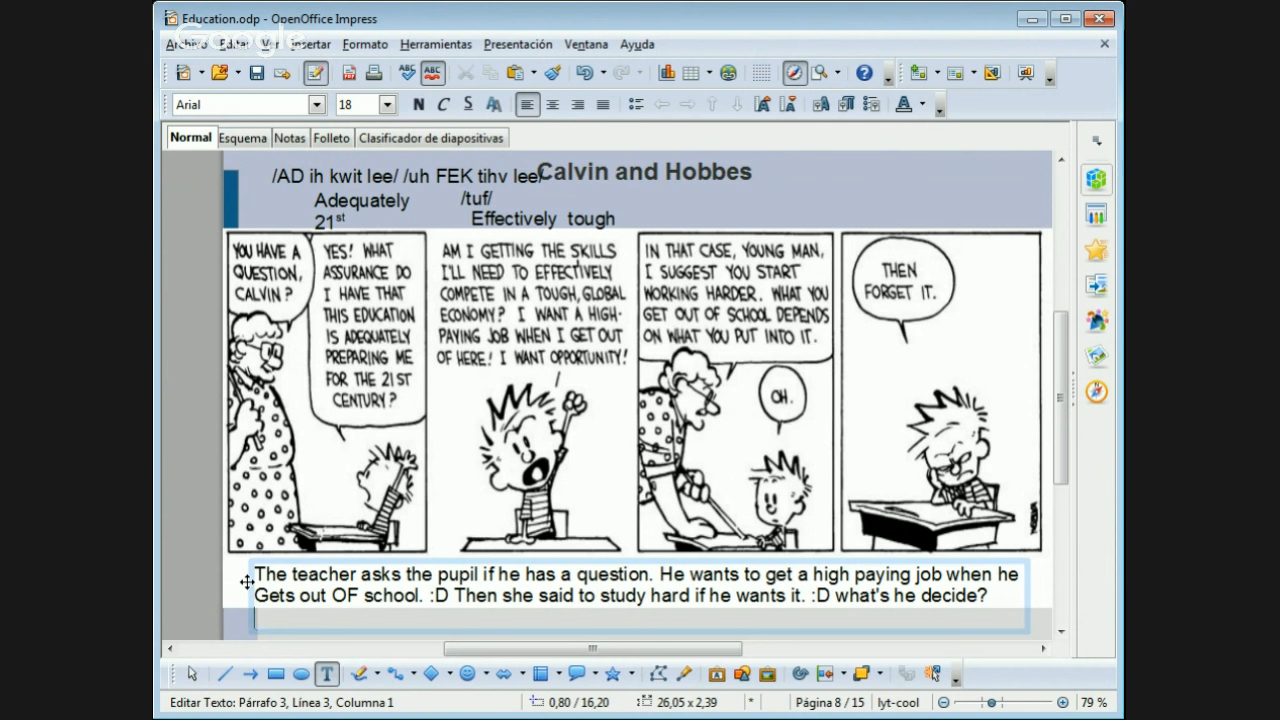 Education.odp - OpenOffice Impress
Google
Archivo Editar Ver Insertar Formato Herramientas Presentación Ventana Ayuda
Arial 18 N C S
Normal Esquema Notas Folleto Clasificador de diapositivas
/AD ih kwit lee/ /uh FEK tihv lee/ Calvin and Hobbes
Adequately /tuf/
21st Effectively tough
YOU HAVE A
QUESTION,
CALVIN?
YES! WHAT
ASSURANCE DO
I HAVE THAT
THIS EDUCATION
IS ADEQUATELY
PREPARING ME
FOR THE 21ST
CENTURY?
AM I GETTING THE SKILLS
I'LL NEED TO EFFECTIVELY
COMPETE IN A TOUGH, GLOBAL
ECONOMY? I WANT A HIGH-
PAYING JOB WHEN I GET OUT
OF HERE! I WANT OPPORTUNITY!
IN THAT CASE, YOUNG MAN,
I SUGGEST YOU START
WORKING HARDER. WHAT YOU
GET OUT OF SCHOOL DEPENDS
ON WHAT YOU PUT INTO IT.
OH.
THEN
FORGET IT.
The teacher asks the pupil if he has a question. He wants to get a high paying job when he
Gets out OF school. :D Then she said to study hard if he wants it. :D what's he decide?
Editar Texto: Párrafo 3, Línea 3, Columna 1 0,80 / 16,20 26,05 x 2,39 * Página 8 / 15 lyt-cool 79 %